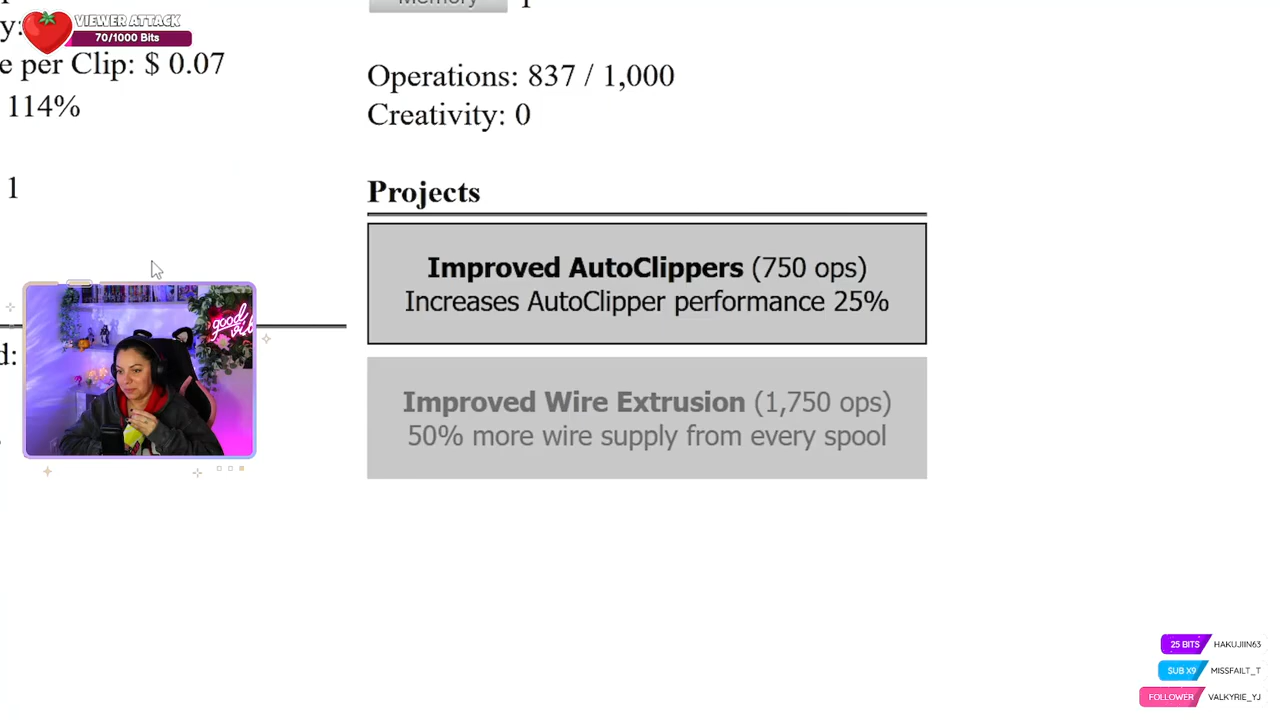 VIEWER ATTACK
70/1000 Bits
e per Clip: $ 0.07
114%
1
d:
good
Memory
Operations: 837 / 1,000
Creativity: 0
Projects
Improved AutoClippers (750 ops)
Increases AutoClipper performance 25%
Improved Wire Extrusion (1,750 ops)
50% more wire supply from every spool
25 BITS HAKUJIIN63
SUB X9 MISSFAILT_T
FOLLOWER VALKYRIE_YJ